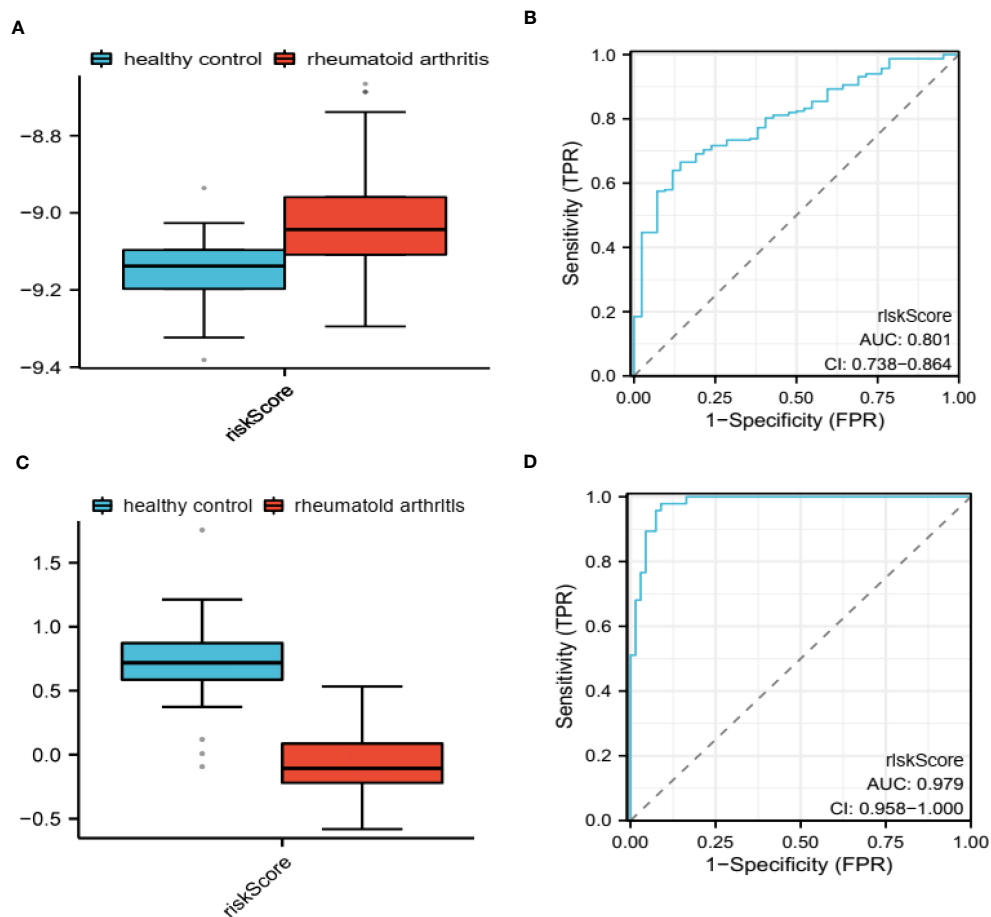 A
healthy control rheumatoid arthritis
−8.8
−9.0
−9.2
−9.4
riskScore
B
1.0
0.8
0.6
0.4
0.2
0.0
Sensitivity (TPR)
rIskScore
AUC: 0.801
CI: 0.738−0.864
0.00 0.25 0.50 0.75 1.00
1−Specificity (FPR)
C
healthy control rheumatoid arthritis
1.5
1.0
0.5
0.0
−0.5
riskScore
D
1.0
0.8
0.6
0.4
0.2
0.0
Sensitivity (TPR)
rIskScore
AUC: 0.979
CI: 0.958−1.000
0.00 0.25 0.50 0.75 1.00
1−Specificity (FPR)